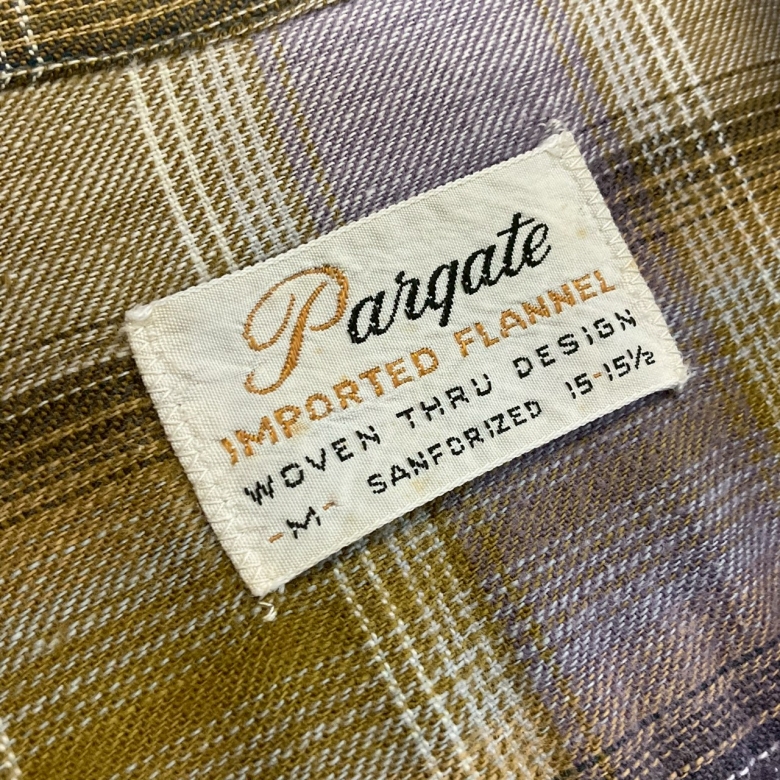 Pargate
IMPORTED FLANNEL
WOVEN THRU DESIGN
-M- SANFORIZED 15-15½